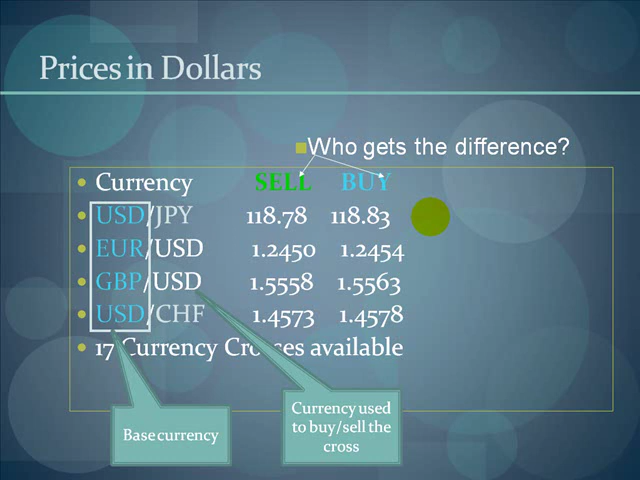 Prices in Dollars
Who gets the difference?
Currency SELL BUY
USD/JPY 118.78 118.83
EUR/USD 1.2450 1.2454
GBP/USD 1.5558 1.5563
USD/CHF 1.4573 1.4578
17 Currency Crosses available
Base currency
Currency used
to buy/sell the
cross